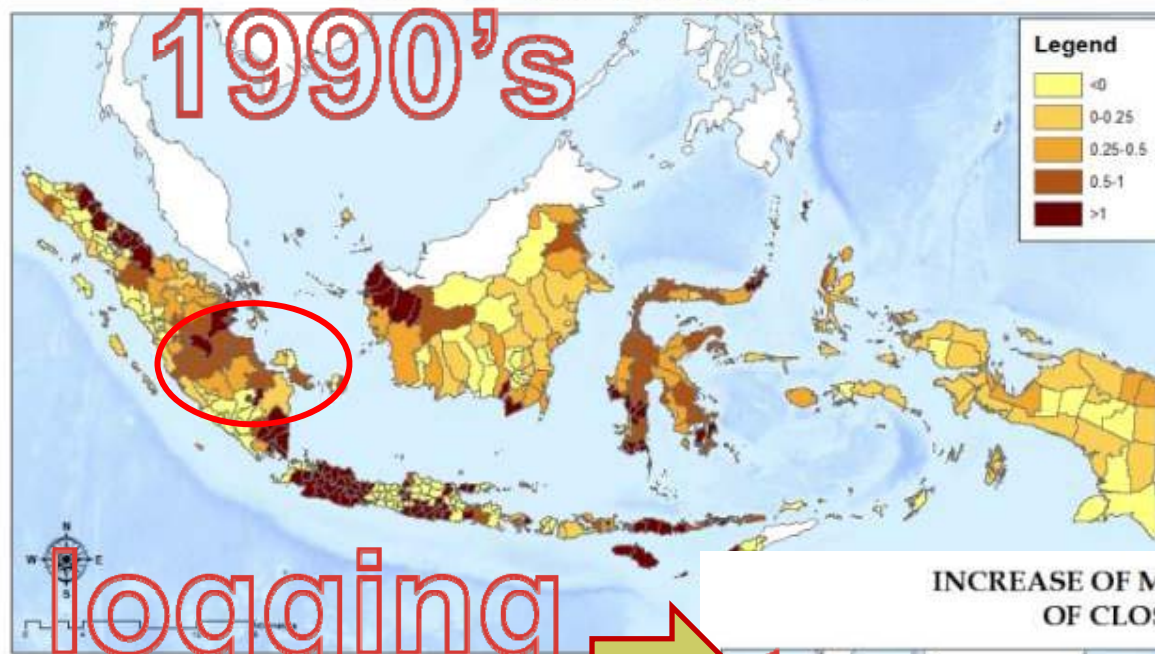 1990's
Legend
<0
0-0.25
0.25-0.5
0.5-1
>1
N
W E
S
logging
INCREASE OF M
OF CLOS